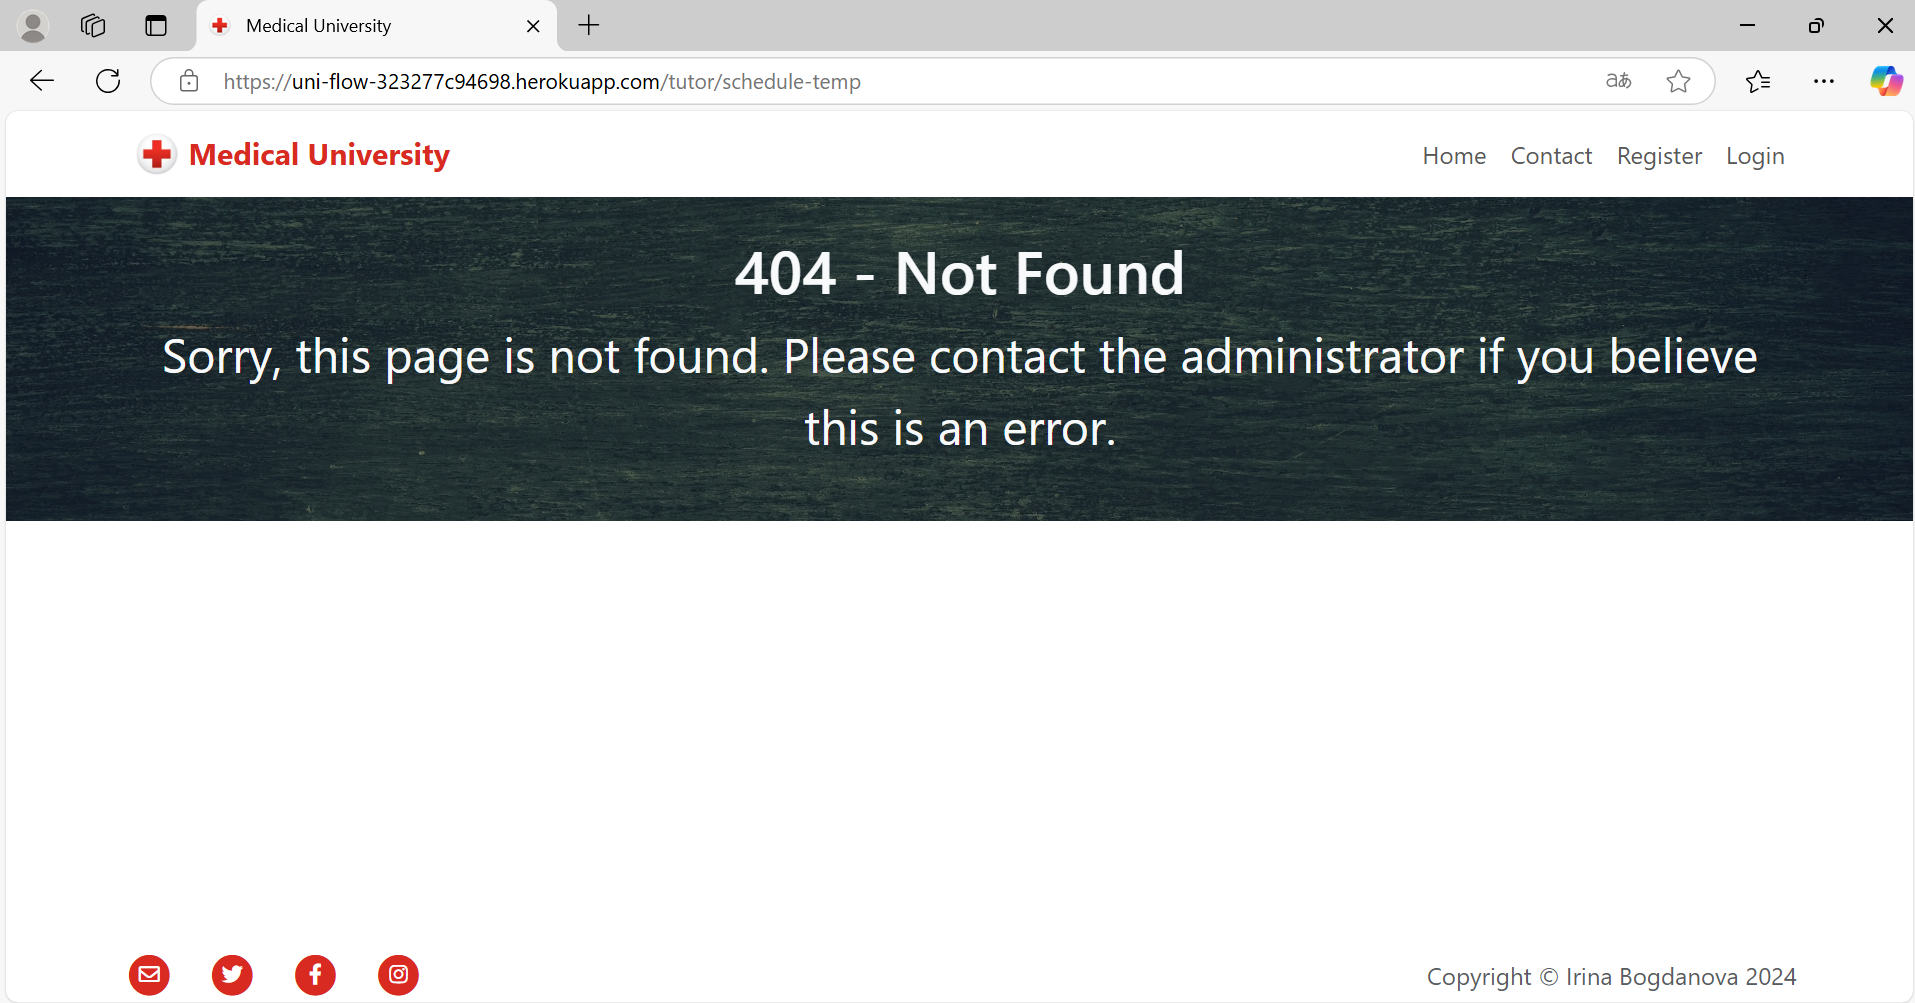 Medical University
https://uni-flow-323277c94698.herokuapp.com/tutor/schedule-temp
aあ
Medical University
Home Contact Register Login
404 - Not Found
Sorry, this page is not found. Please contact the administrator if you believe
this is an error.
Copyright © Irina Bogdanova 2024